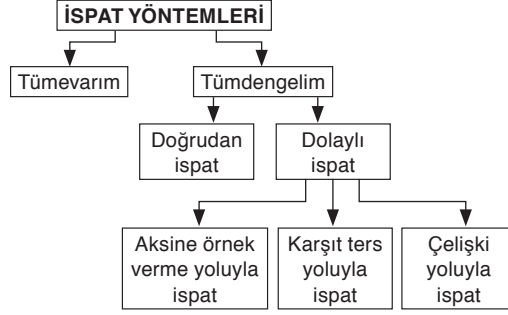 İSPAT YÖNTEMLERİ
Tümevarım
Tümdengelim
Doğrudan
ispat
Dolaylı
ispat
Aksine örnek
verme yoluyla
ispat
Karşıt ters
yoluyla
ispat
Çelişki
yoluyla
ispat